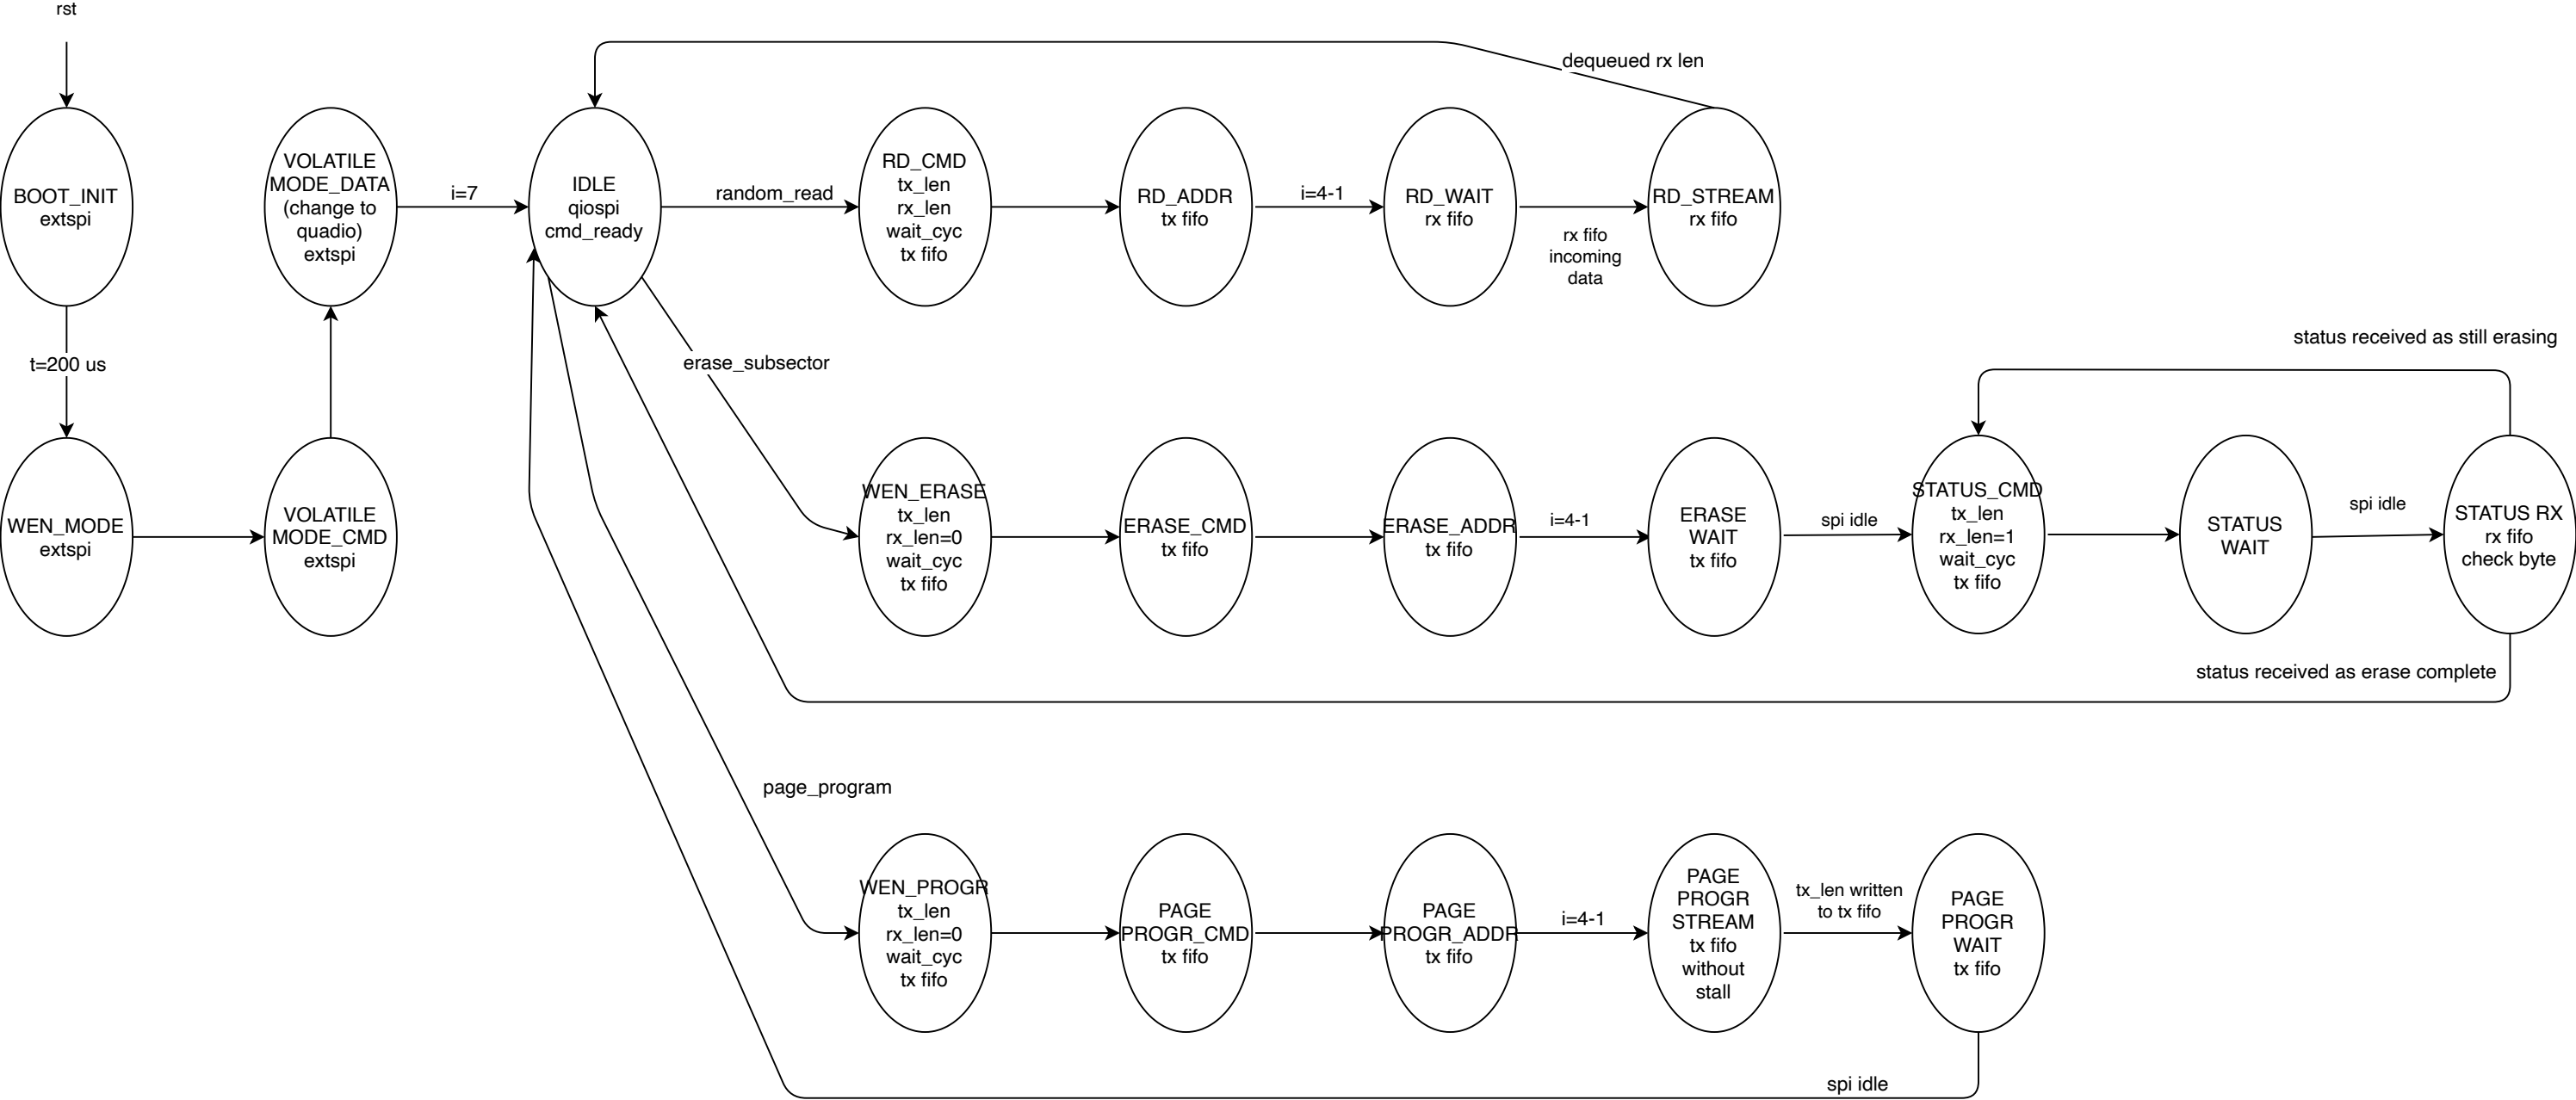 rst
dequeued rx len
BOOT_INIT
extspi
VOLATILE
MODE_DATA
(change to
quadio)
extspi
i=7
IDLE
qiospi
cmd_ready
random_read
RD_CMD
tx_len
rx_len
wait_cyc
tx fifo
RD_ADDR
tx fifo
i=4-1
RD_WAIT
rx fifo
rx fifo
incoming
data
RD_STREAM
rx fifo
t=200 us
erase_subsector
status received as still erasing
WEN_MODE
extspi
VOLATILE
MODE_CMD
extspi
WEN_ERASE
tx_len
rx_len=0
wait_cyc
tx fifo
ERASE_CMD
tx fifo
ERASE_ADDR
tx fifo
i=4-1
ERASE
WAIT
tx fifo
spi idle
STATUS_CMD
tx_len
rx_len=1
wait_cyc
tx fifo
STATUS
WAIT
spi idle
STATUS RX
rx fifo
check byte
status received as erase complete
page_program
WEN_PROGR
tx_len
rx_len=0
wait_cyc
tx fifo
PAGE
PROGR_CMD
tx fifo
PAGE
PROGR_ADDR
tx fifo
i=4-1
PAGE
PROGR
STREAM
tx fifo
without
stall
tx_len written
to tx fifo
PAGE
PROGR
WAIT
tx fifo
spi idle